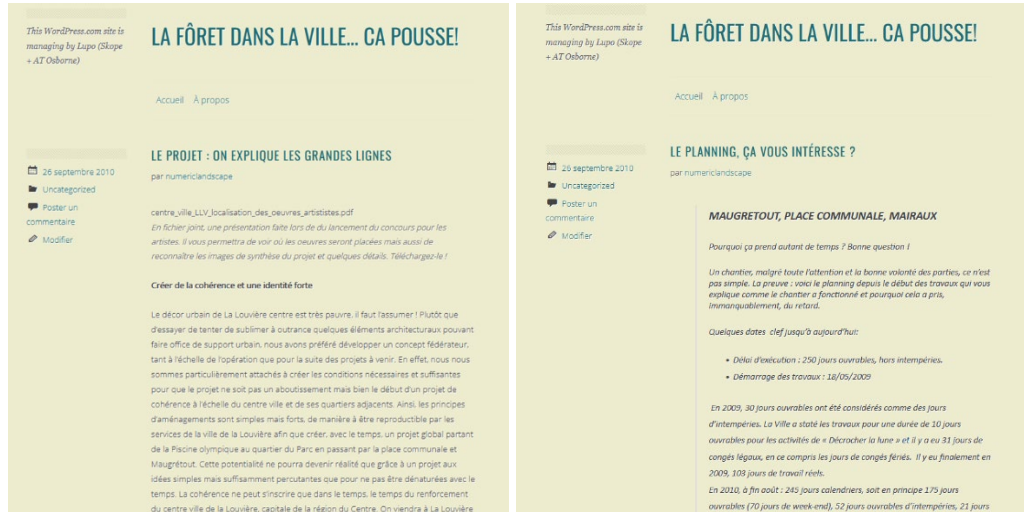 This WordPress.com site is
managing by Lupo (Skope
+ AT Osborne)
LA FÔRET DANS LA VILLE... CA POUSSE!
Accueil À propos
26 septembre 2010
Uncategorized
Poster un
commentaire
Modifier
LE PROJET : ON EXPLIQUE LES GRANDES LIGNES
par numericlandscape
centre_ville_LLV_localisation_des_oeuvres_artististes.pdf
En fichier joint, une présentation faite lors de du lancement du concours pour les
artistes. Il vous permettra de voir où les oeuvres seront placées mais aussi de
reconnaître les images de synthèse du projet et quelques détails. Téléchargez-le !
Créer de la cohérence et une identité forte
Le décor urbain de La Louvière centre est très pauvre, il faut l'assumer ! Plutôt que
d'essayer de tenter de sublimer à outrance quelques éléments architecturaux pouvant
faire office de support urbain, nous avons préféré développer un concept fédérateur,
tant à l'échelle de l'opération que pour la suite des projets à venir. En effet, nous nous
sommes particulièrement attachés à créer les conditions nécessaires et suffisantes
pour que le projet ne soit pas un aboutissement mais bien le début d'un projet de
cohérence à l'échelle du centre ville et de ses quartiers adjacents. Ainsi, les principes
d'aménagements sont simples mais forts, de manière à être reproductible par les
services de la ville de la Louvière afin que créer, avec le temps, un projet global partant
de la Piscine olympique au quartier du Parc en passant par la place communale et
Maugrétout. Cette potentialité ne pourra devenir réalité que grâce à un projet aux
idées simples mais suffisamment percutantes que pour ne pas être dénaturées avec le
temps. La cohérence ne peut s'inscrire que dans le temps, le temps du renforcement
du centre ville de la Louvière, capitale de la région du Centre. On viendra à La Louvière
This WordPress.com site is
managing by Lupo (Skope
+ AT Osborne)
LA FÔRET DANS LA VILLE... CA POUSSE!
Accueil À propos
26 septembre 2010
Uncategorized
Poster un
commentaire
Modifier
LE PLANNING, ÇA VOUS INTÉRESSE ?
par numericlandscape
MAUGRETOUT, PLACE COMMUNALE, MAIRAUX
Pourquoi ça prend autant de temps ? Bonne question !
Un chantier, malgré toute l'attention et la bonne volonté des parties, ce n'est
pas simple. La preuve : voici le planning depuis le début des travaux qui vous
explique comme le chantier a fonctionné et pourquoi cela a pris,
immanquablement, du retard.
Quelques dates clef jusqu'à aujourd'hui:
• Délai d'exécution : 250 jours ouvrables, hors intempéries.
• Démarrage des travaux : 18/05/2009
En 2009, 30 jours ouvrables ont été considérés comme des jours
d'intempéries. La Ville a staté les travaux pour une durée de 10 jours
ouvrables pour les activités de « Décrocher la lune » et il y a eu 31 jours de
congés légaux, en ce compris les jours de congés fériés. Il y eu finalement en
2009, 103 jours de travail réels.
En 2010, à fin août : 245 jours calendriers, soit en principe 175 jours
ouvrables (70 jours de week-end), 52 jours ouvrables d'intempéries, 21 jours